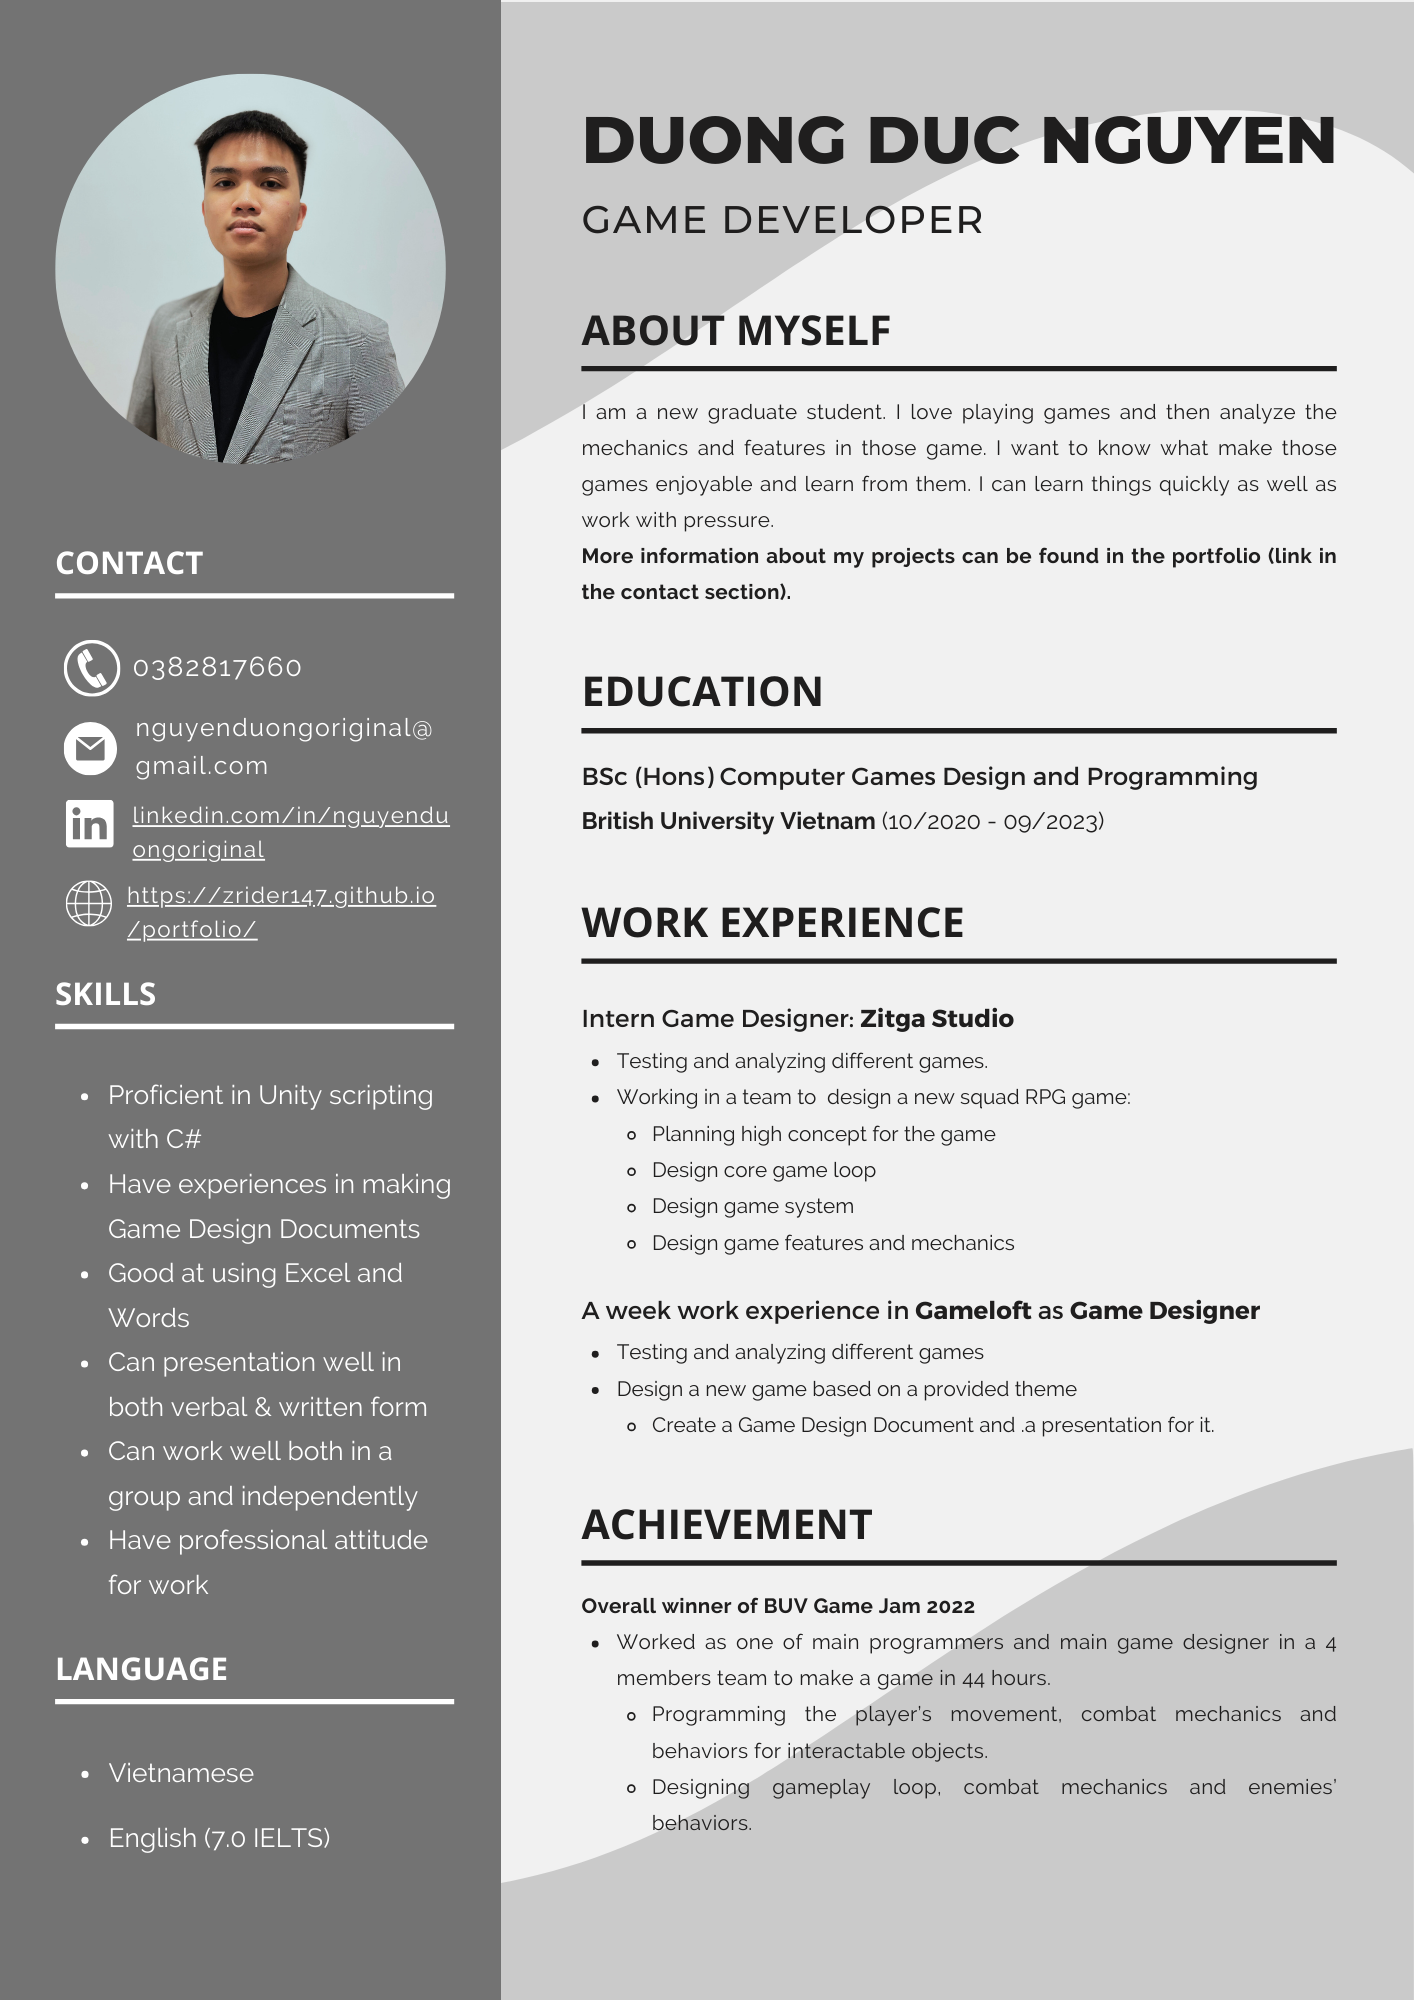 DUONG DUC NGUYEN
GAME DEVELOPER
CONTACT
0382817660
nguyenduongoriginal@
gmail.com
in
linkedin.com/in/nguyendu
ongoriginal
https://zrider147.github.io
/portfolio/
SKILLS
• Proficient in Unity scripting
with C#
• Have experiences in making
Game Design Documents
• Good at using Excel and
Words
• Can presentation well in
both verbal & written form
• Can work well both in a
group and independently
• Have professional attitude
for work
LANGUAGE
• Vietnamese
• English (7.0 IELTS)
ABOUT MYSELF
I am a new graduate student. I love playing games and then analyze the
mechanics and features in those game. I want to know what make those
games enjoyable and learn from them. I can learn things quickly as well as
work with pressure.
More information about my projects can be found in the portfolio (link in
the contact section).
EDUCATION
BSc (Hons) Computer Games Design and Programming
British University Vietnam (10/2020 - 09/2023)
WORK EXPERIENCE
Intern Game Designer: Zitga Studio
• Testing and analyzing different games.
• Working in a team to  design a new squad RPG game:
◦ Planning high concept for the game
◦ Design core game loop
◦ Design game system
◦ Design game features and mechanics
A week work experience in Gameloft as Game Designer
• Testing and analyzing different games
• Design a new game based on a provided theme
◦ Create a Game Design Document and .a presentation for it.
ACHIEVEMENT
Overall winner of BUV Game Jam 2022
• Worked as one of main programmers and main game designer in a 4
members team to make a game in 44 hours.
◦ Programming the player's movement, combat mechanics and
behaviors for interactable objects.
◦ Designing gameplay loop, combat mechanics and enemies'
behaviors.